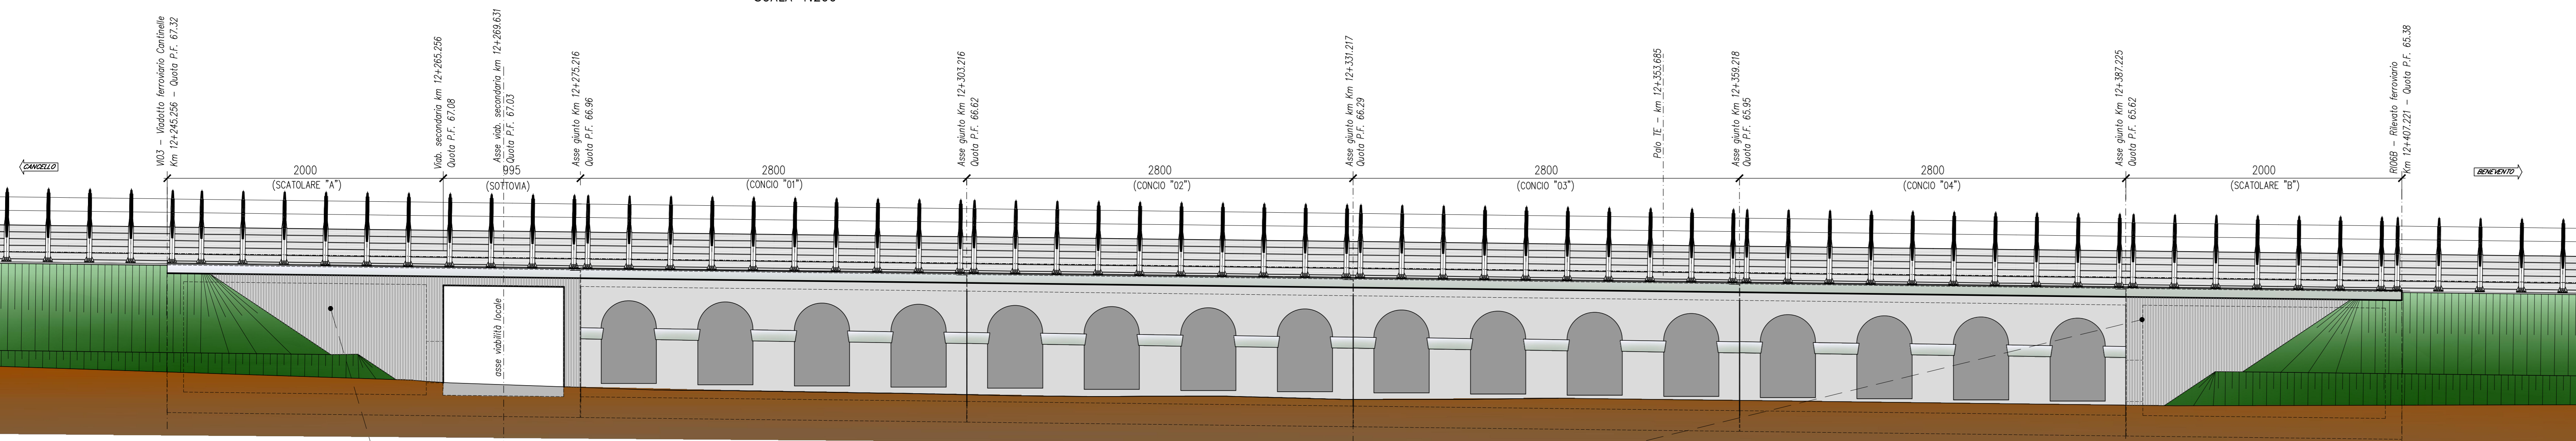 VI03 - Viadotto ferroviario Cantinelle
Km 12+245.256 - Quota P.F. 67.32
Viab. secondaria km 12+265.256
Quota P.F. 67.08
Asse viab. secondaria km 12+269.631
Quota P.F. 67.03
Asse giunto Km 12+275.216
Quota P.F. 66.96
Asse giunto Km 12+303.216
Quota P.F. 66.62
Asse giunto km Km 12+331.217
Quota P.F. 66.29
Palo TE - km 12+353.685
Asse giunto Km 12+359.218
Quota P.F. 65.95
Asse giunto Km 12+387.225
Quota P.F. 65.62
RI06B - Rilevato ferroviario
Km 12+407.221 - Quota P.F. 65.38
CANCELLO
2000
(SCATOLARE "A")
995
(SOTTOVIA)
2800
(CONCIO "01")
2800
(CONCIO "02")
2800
(CONCIO "03")
2800
(CONCIO "04")
2000
(SCATOLARE "B")
BENEVENTO
asse viabilità locale